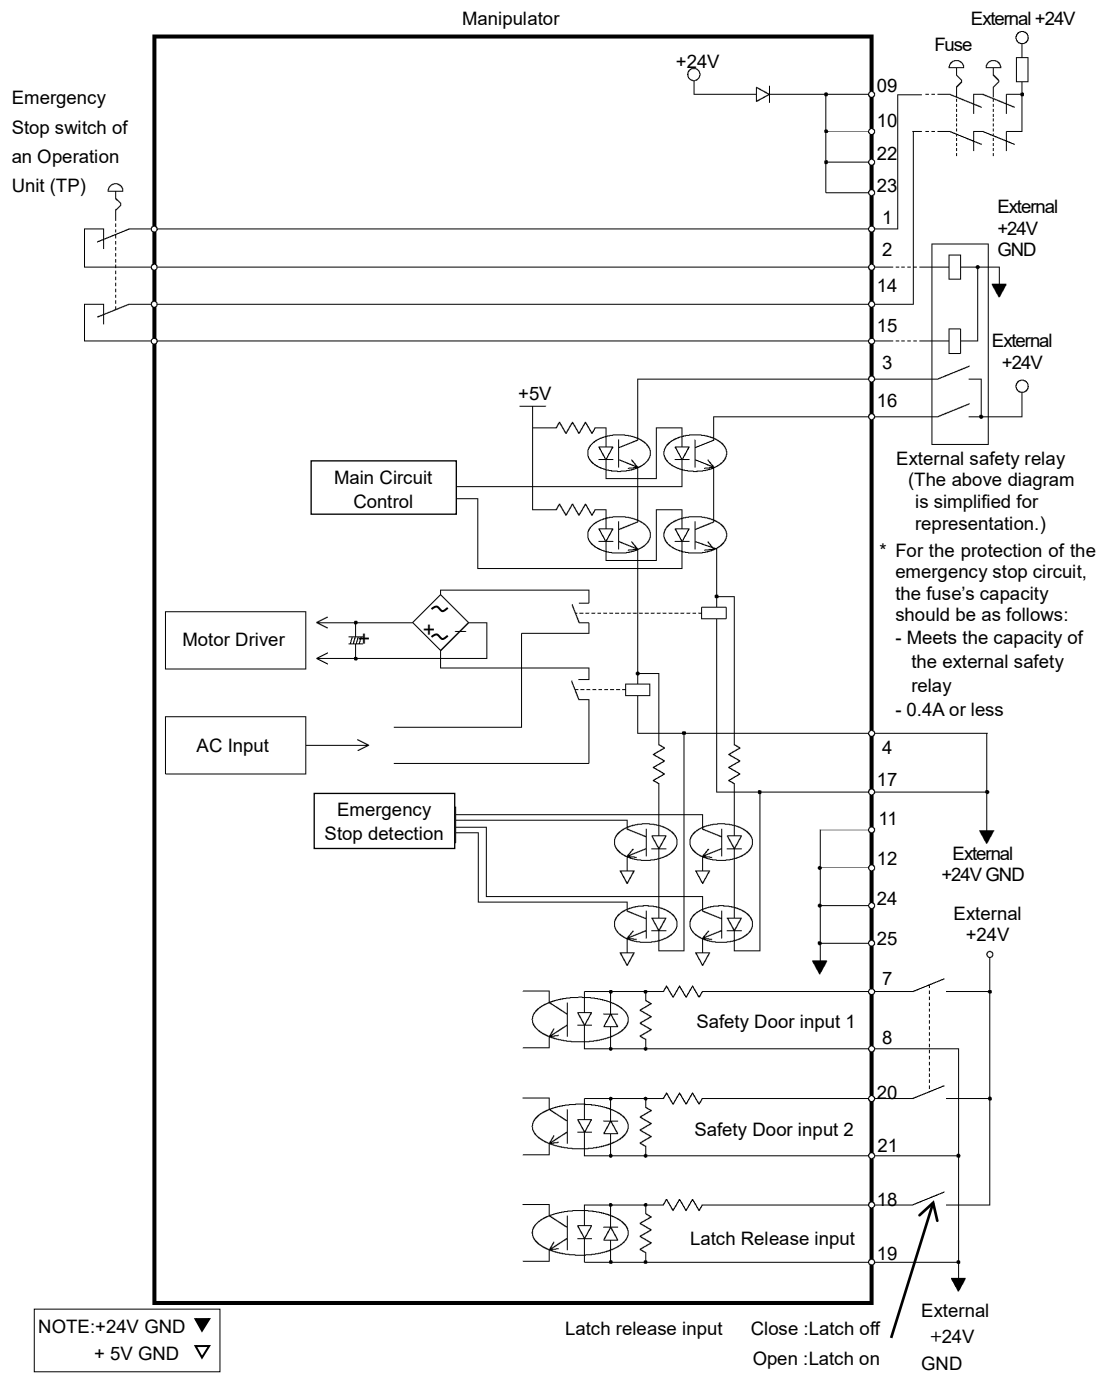 Manipulator
External +24V
Fuse
+24V
09
10
22
23
Emergency
Stop switch of
an Operation
Unit (TP)
1
2
14
15
3
16
External
+24V
GND
External
+24V
+5V
Main Circuit
Control
External safety relay
(The above diagram
is simplified for
representation.)
* For the protection of the
emergency stop circuit,
the fuse's capacity
should be as follows:
- Meets the capacity of
the external safety
relay
- 0.4A or less
Motor Driver
+
+
AC Input
4
17
Emergency
Stop detection
11
12
24
25
External
+24V GND
External
+24V
7
Safety Door input 1
8
20
Safety Door input 2
21
18
Latch Release input
19
External
+24V
GND
Latch release input Close :Latch off
Open :Latch on
NOTE:+24V GND ▼
+ 5V GND ▽